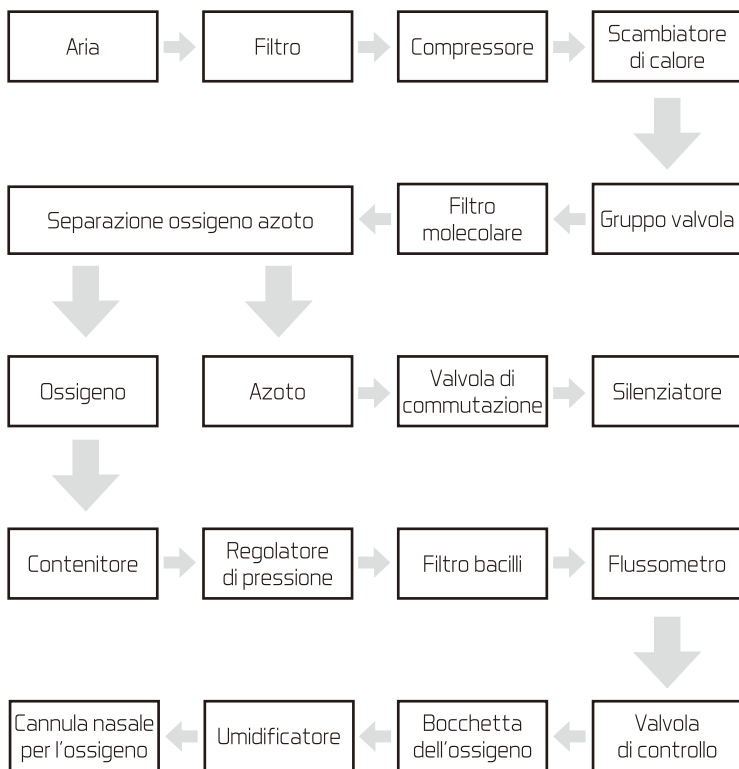 Aria
Filtro
Compressore
Scambiatore
di calore
Separazione ossigeno azoto
Filtro
molecolare
Gruppo valvola
Ossigeno
Azoto
Valvola di
commutazione
Silenziatore
Contenitore
Regolatore
di pressione
Filtro bacilli
Flussometro
Cannula nasale
per l'ossigeno
Umidificatore
Bocchetta
dell'ossigeno
Valvola
di controllo